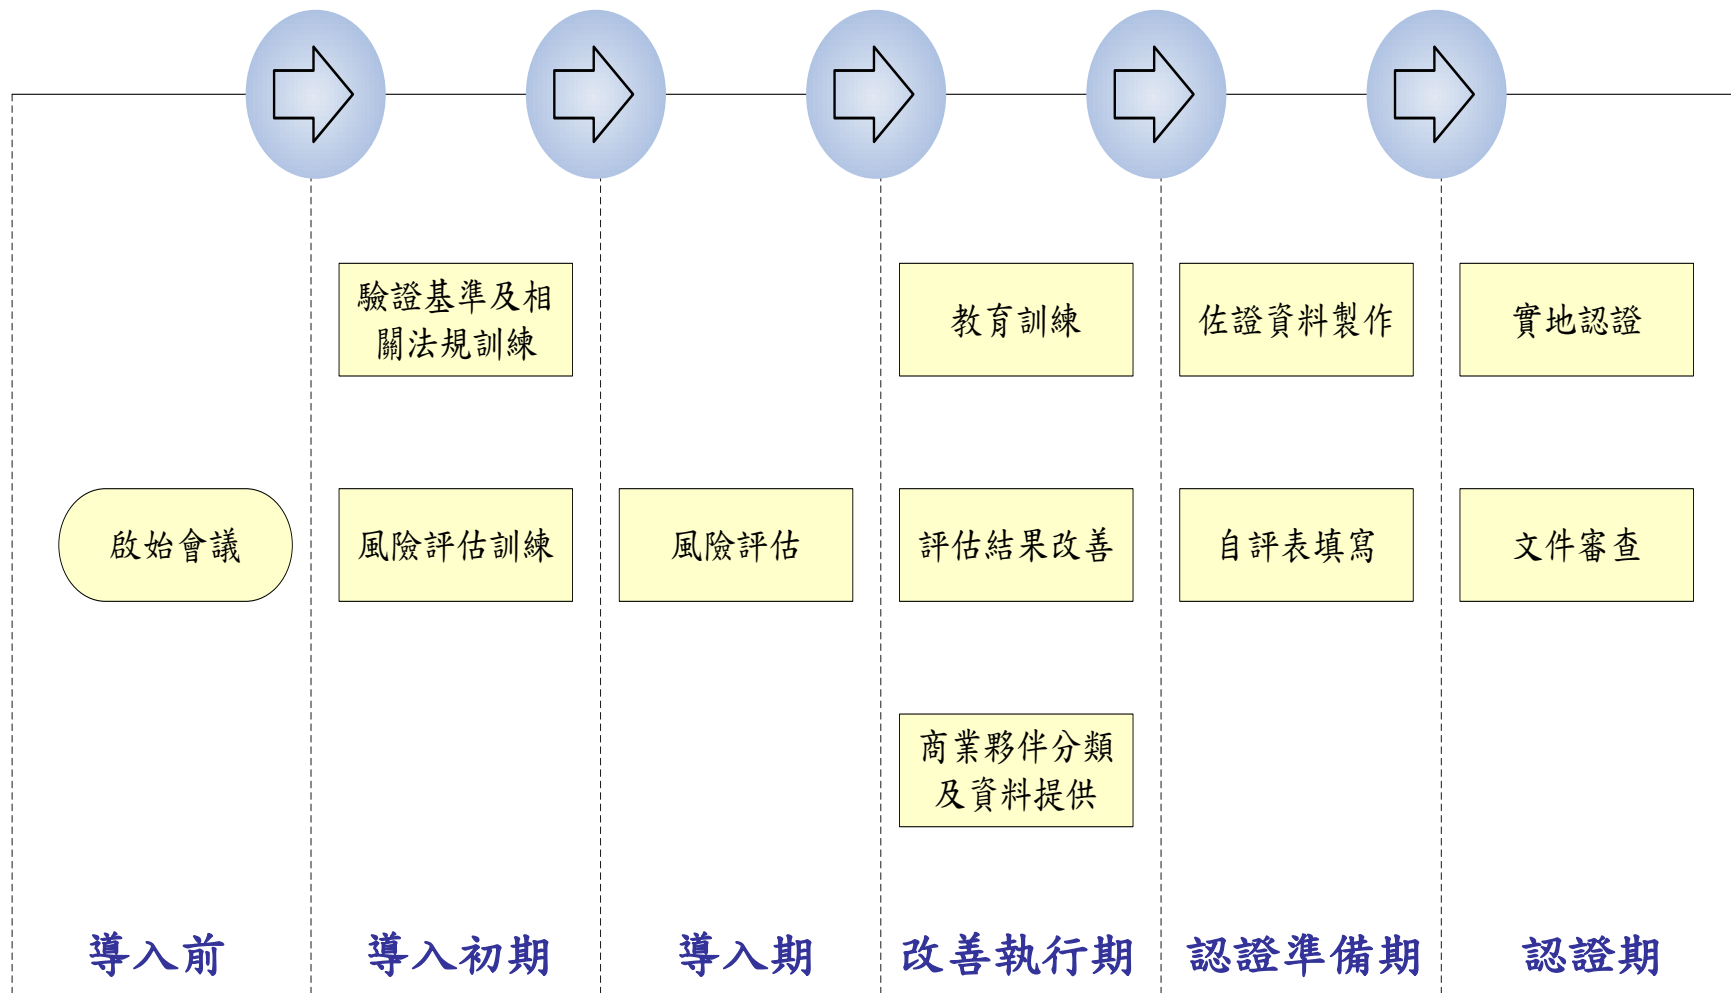 驗證基準及相
關法規訓練
教育訓練
佐證資料製作
實地認證
啟始會議
風險評估訓練
風險評估
評估結果改善
自評表填寫
文件審查
商業夥伴分類
及資料提供
導入前
導入初期
導入期
改善執行期
認證準備期
認證期